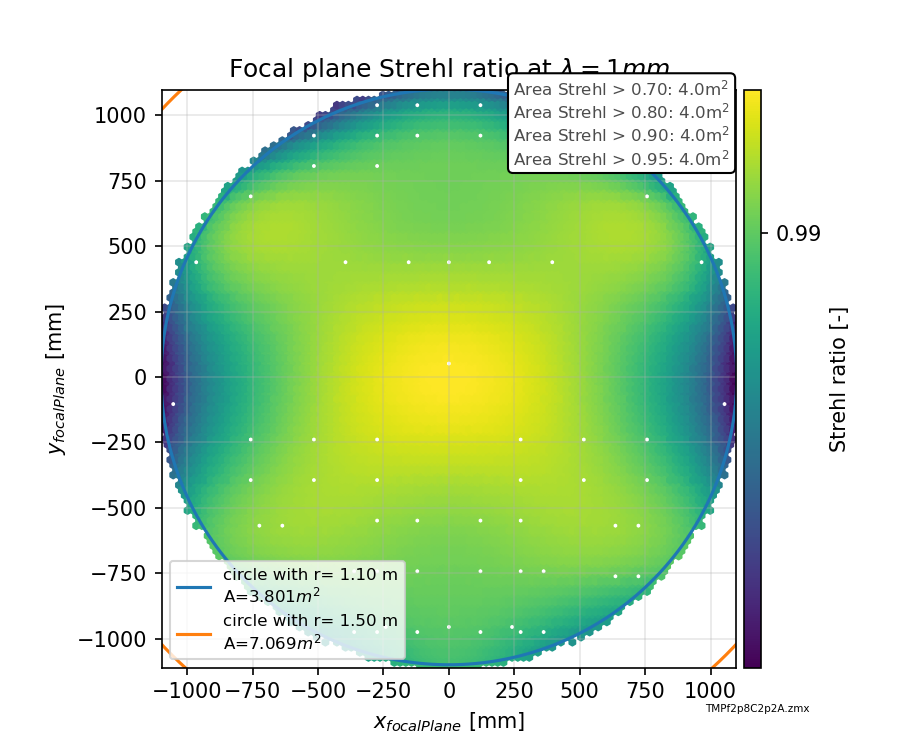 Focal plane Strehl ratio at λ = 1mm
Area Strehl > 0.70: 4.0m²
Area Strehl > 0.80: 4.0m²
Area Strehl > 0.90: 4.0m²
Area Strehl > 0.95: 4.0m²
1000
750
500
250
0
−250
−500
−750
−1000
y_focalPlane [mm]
0.99
Strehl ratio [-]
circle with r= 1.10 m
A=3.801m²
circle with r= 1.50 m
A=7.069m²
−1000 −750 −500 −250 0 250 500 750 1000
x_focalPlane [mm]
TMPf2p8C2p2A.zmx